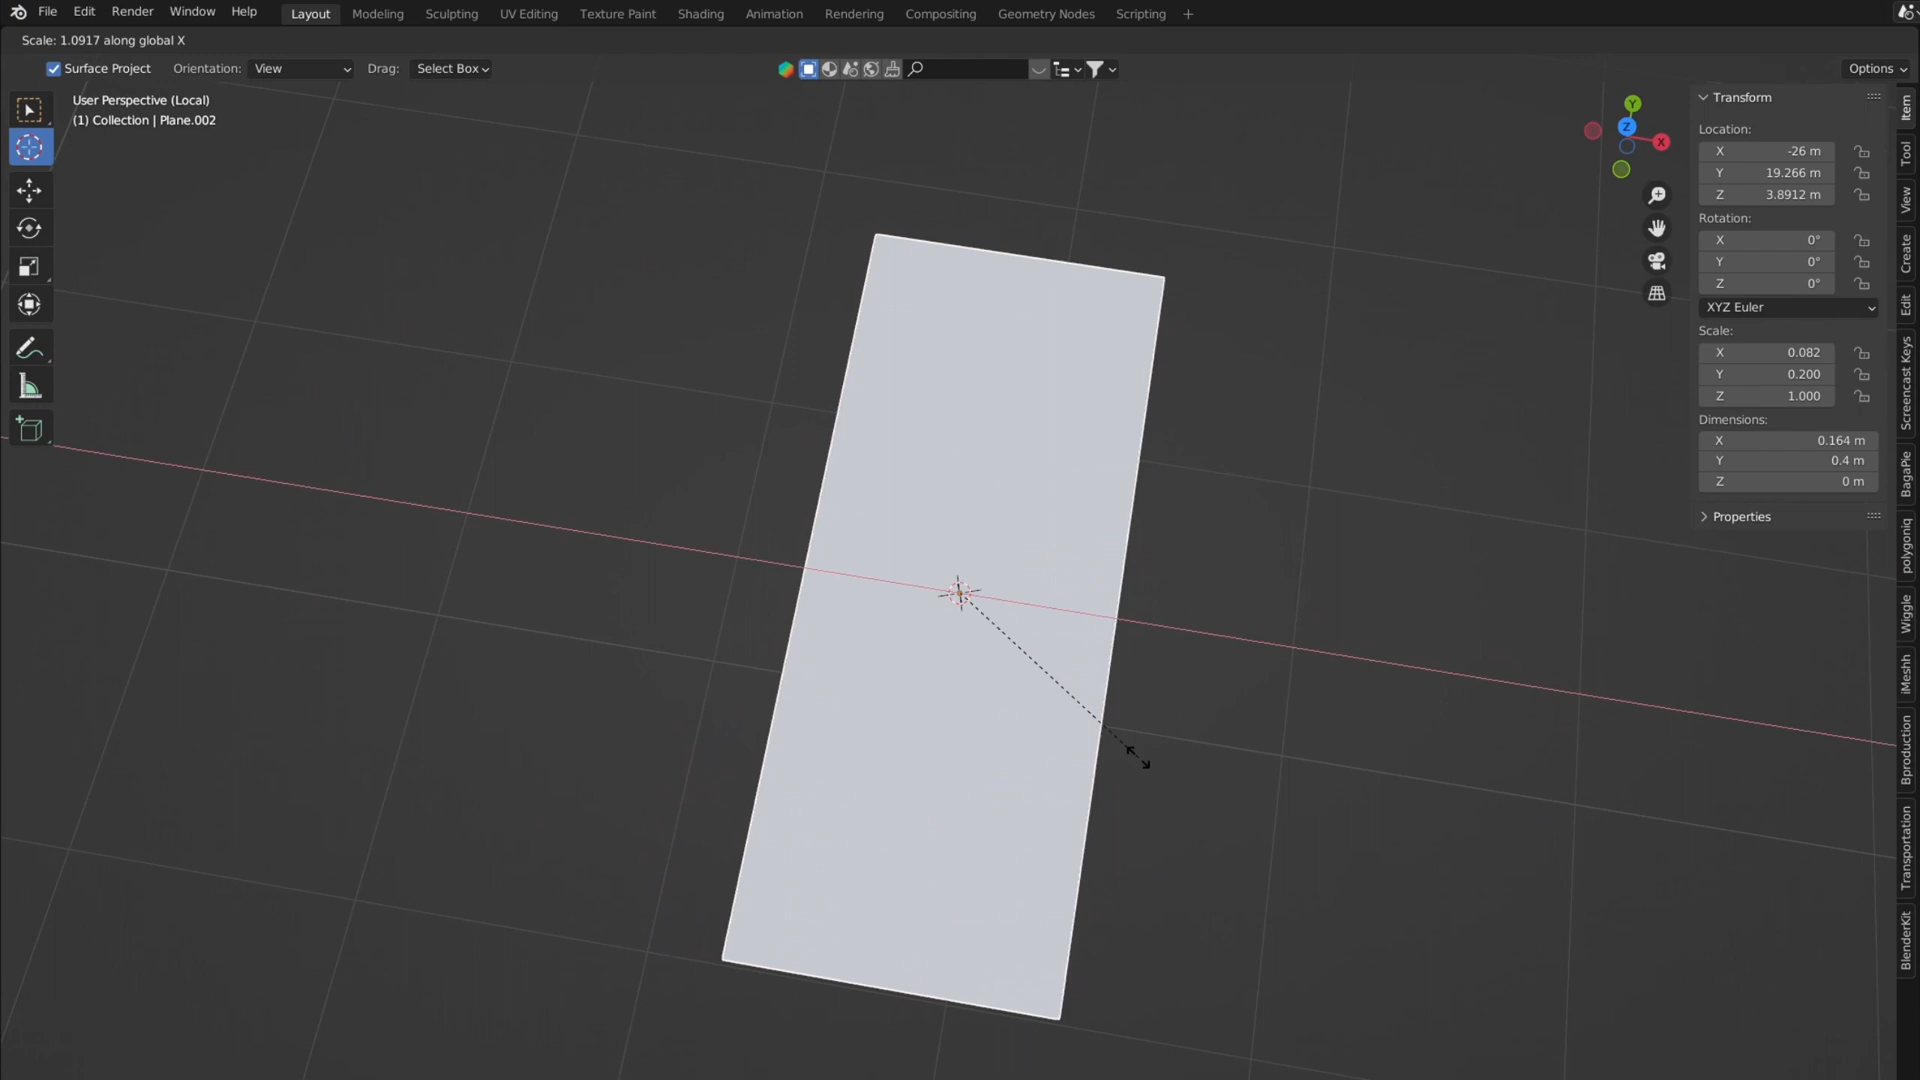 File Edit Render Window Help Layout Modeling Sculpting UV Editing Texture Paint Shading Animation Rendering Compositing Geometry Nodes Scripting +
Scale: 1.0917 along global X
Surface Project Orientation: View Drag: Select Box Options
User Perspective (Local)
(1) Collection | Plane.002
Y
Z
X
Transform
Location:
X -26 m
Y 19.266 m
Z 3.8912 m
Rotation:
X 0°
Y 0°
Z 0°
XYZ Euler
Scale:
X 0.082
Y 0.200
Z 1.000
Dimensions:
X 0.164 m
Y 0.4 m
Z 0 m
Properties
Item
Tool
View
Create
Edit
Screencast Keys
BagaPie
polygoniq
Wiggle
iMeshh
Bproduction
Transportation
BlenderKit